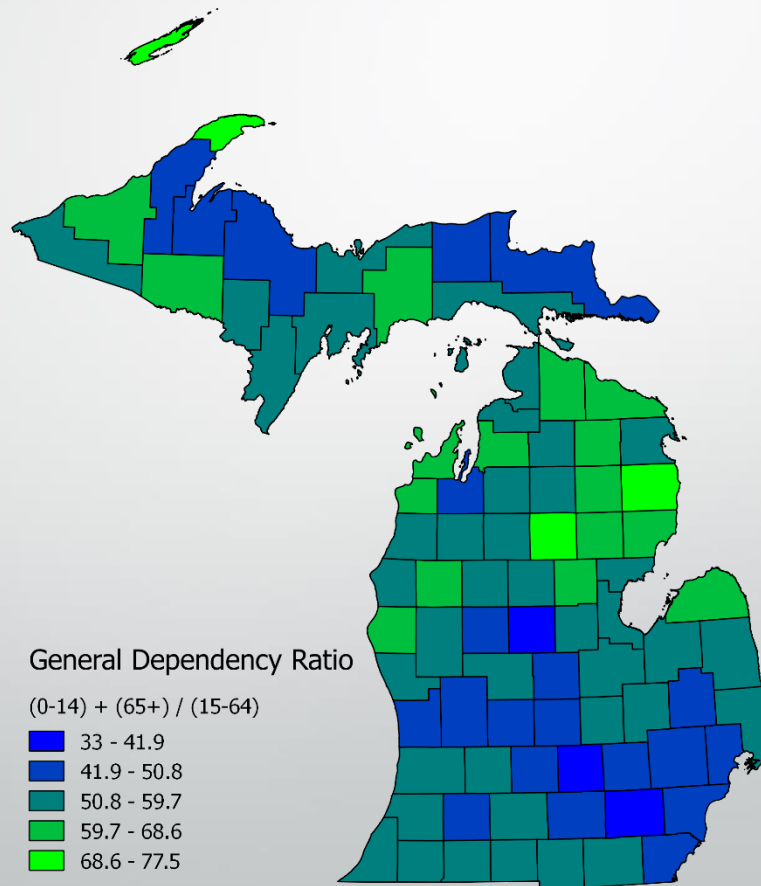 General Dependency Ratio
(0-14) + (65+) / (15-64)
33 - 41.9
41.9 - 50.8
50.8 - 59.7
59.7 - 68.6
68.6 - 77.5